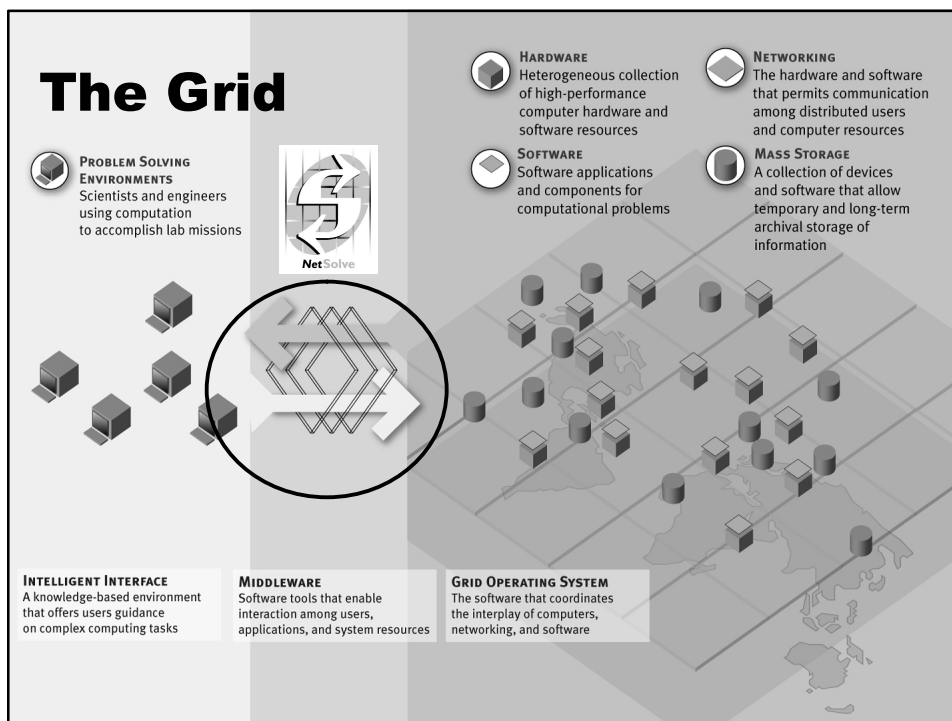 The Grid
PROBLEM SOLVING
ENVIRONMENTS
Scientists and engineers
using computation
to accomplish lab missions
NetSolve
HARDWARE
Heterogeneous collection
of high-performance
computer hardware and
software resources
SOFTWARE
Software applications
and components for
computational problems
NETWORKING
The hardware and software
that permits communication
among distributed users
and computer resources
MASS STORAGE
A collection of devices
and software that allow
temporary and long-term
archival storage of
information
INTELLIGENT INTERFACE
A knowledge-based environment
that offers users guidance
on complex computing tasks
MIDDLEWARE
Software tools that enable
interaction among users,
applications, and system resources
GRID OPERATING SYSTEM
The software that coordinates
the interplay of computers,
networking, and software